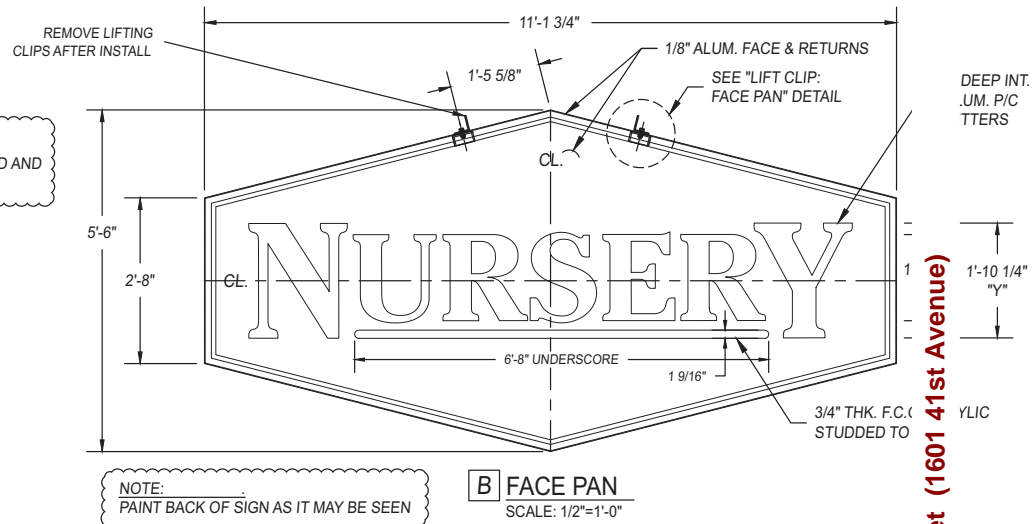 11'-1 3/4"
REMOVE LIFTING
CLIPS AFTER INSTALL
1'-5 5/8"
1/8" ALUM. FACE & RETURNS
SEE "LIFT CLIP:
FACE PAN" DETAIL
DEEP INT.
.UM. P/C
TTERS
D AND
CL.
5'-6"
2'-8"
CL.
NURSERY
1
1'-10 1/4"
"Y"
6'-8" UNDERSCORE
1 9/16"
3/4" THK. F.C.O YLIC
STUDDED TO
NOTE:
PAINT BACK OF SIGN AS IT MAY BE SEEN
B FACE PAN
SCALE: 1/2"=1'-0"
et (1601 41st Avenue)